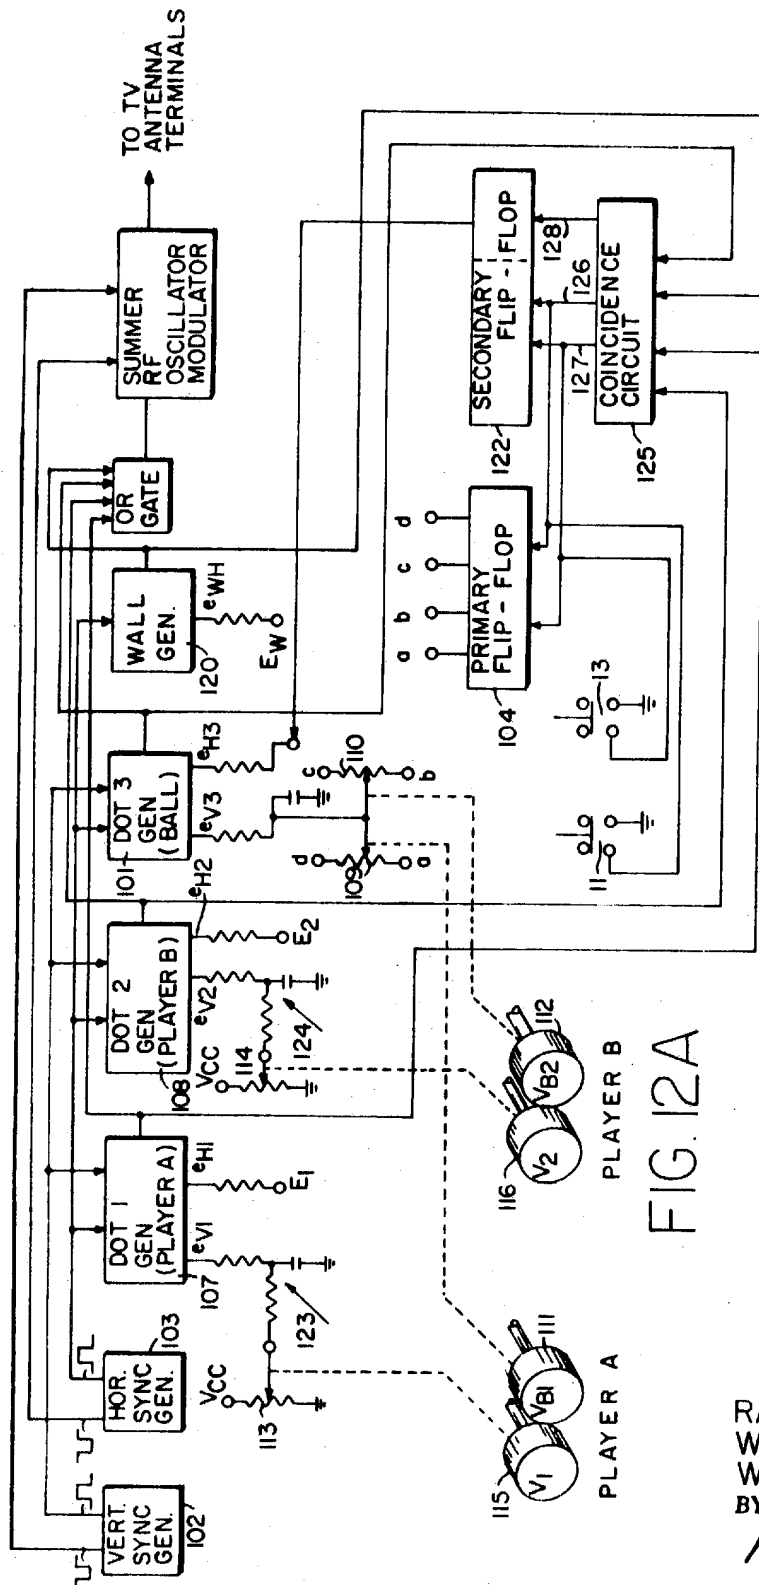 TO TV
ANTENNA
TERMINALS
SUMMER
RF
OSCILLATOR
MODULATOR
OR
GATE
WALL
GEN.
120
eWH
EW
DOT 3
GEN
(BALL)
101
eH3
eV3
DOT 2
GEN
(PLAYER B)
108
eH2
eV2
E2
DOT 1
GEN
(PLAYER A)
107
eH1
eV1
E1
HOR.
SYNC
GEN.
103
VERT.
SYNC
GEN.
102
VCC
113
123
VCC
114
124
d
109
a
c
110
b
a
b
c
d
PRIMARY
FLIP-FLOP
104
SECONDARY
FLIP-FLOP
122
127
126
128
COINCIDENCE
CIRCUIT
125
11
13
V1
115
VB1
111
PLAYER A
V2
116
VB2
112
PLAYER B
FIG. 12A
W
W
BY